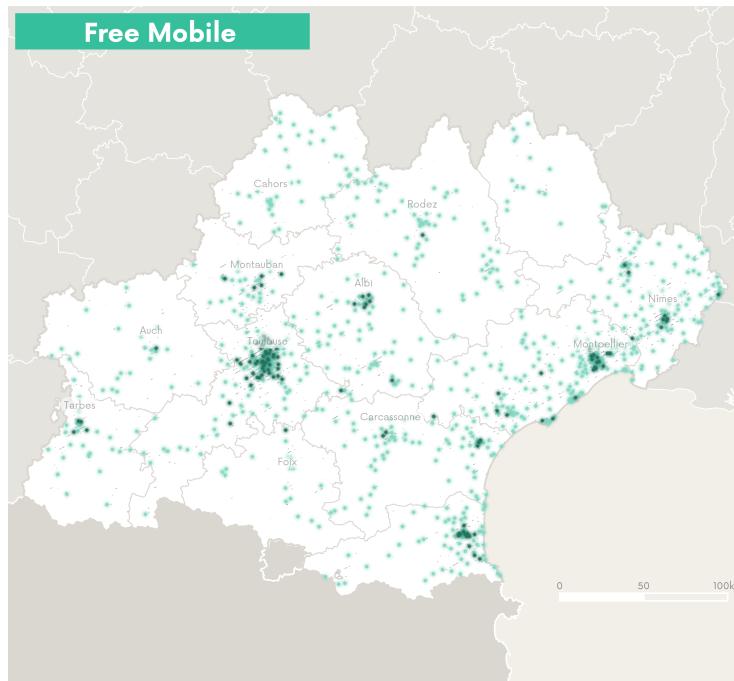 Free Mobile
Cahors
Rodez
Montauban
Albi
Nîmes
Auch
Toulouse
Montpellier
Tarbes
Carcassonne
Foix
0 50 100k